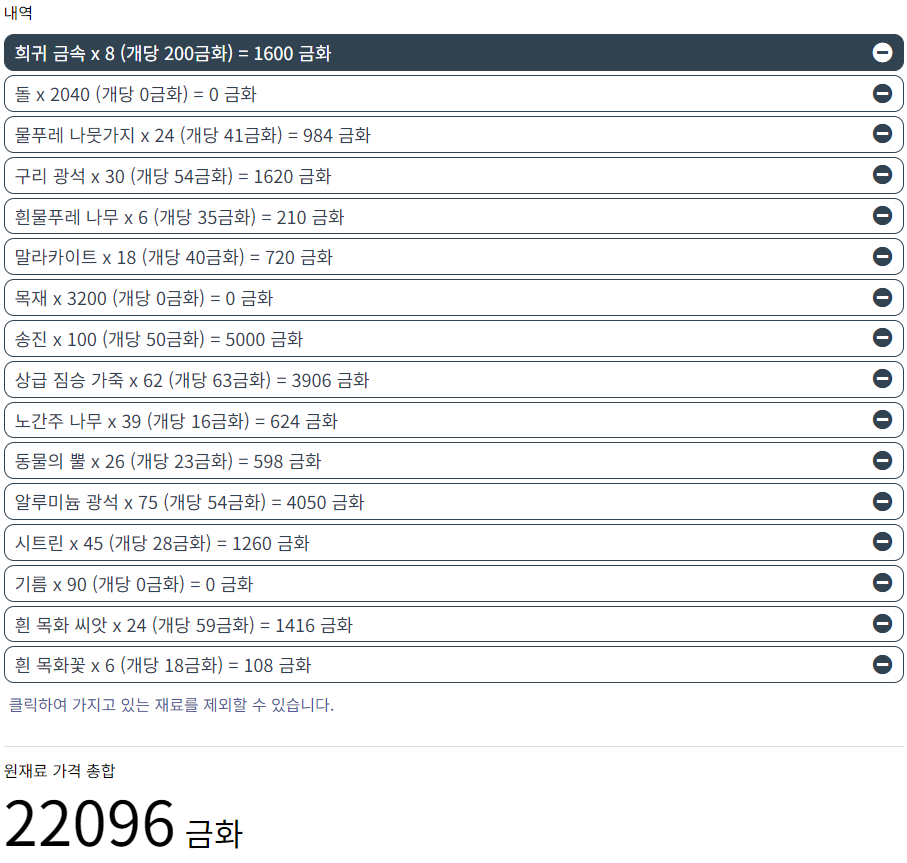 내역
희귀 금속 x 8 (개당 200금화) = 1600 금화
돌 x 2040 (개당 0금화) = 0 금화
물푸레 나뭇가지 x 24 (개당 41금화) = 984 금화
구리 광석 x 30 (개당 54금화) = 1620 금화
흰물푸레 나무 x 6 (개당 35금화) = 210 금화
말라카이트 x 18 (개당 40금화) = 720 금화
목재 x 3200 (개당 0금화) = 0 금화
송진 x 100 (개당 50금화) = 5000 금화
상급 짐승 가죽 x 62 (개당 63금화) = 3906 금화
노간주 나무 x 39 (개당 16금화) = 624 금화
동물의 뿔 x 26 (개당 23금화) = 598 금화
알루미늄 광석 x 75 (개당 54금화) = 4050 금화
시트린 x 45 (개당 28금화) = 1260 금화
기름 x 90 (개당 0금화) = 0 금화
흰 목화 씨앗 x 24 (개당 59금화) = 1416 금화
흰 목화꽃 x 6 (개당 18금화) = 108 금화
클릭하여 가지고 있는 재료를 제외할 수 있습니다.
원재료 가격 총합
22096 금화